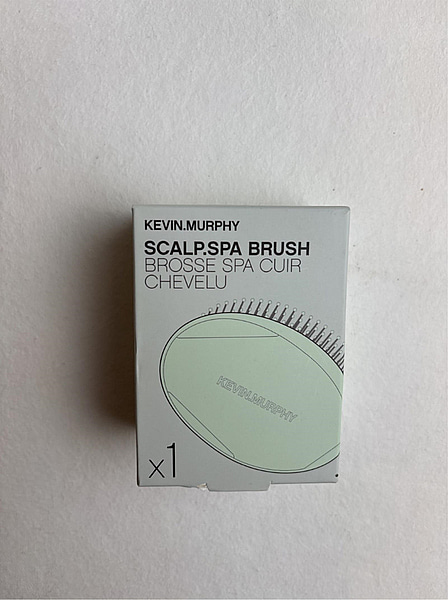 KEVIN.MURPHY
SCALP.SPA BRUSH
BROSSE SPA CUIR
CHEVELU
KEVIN.MURPHY
x1